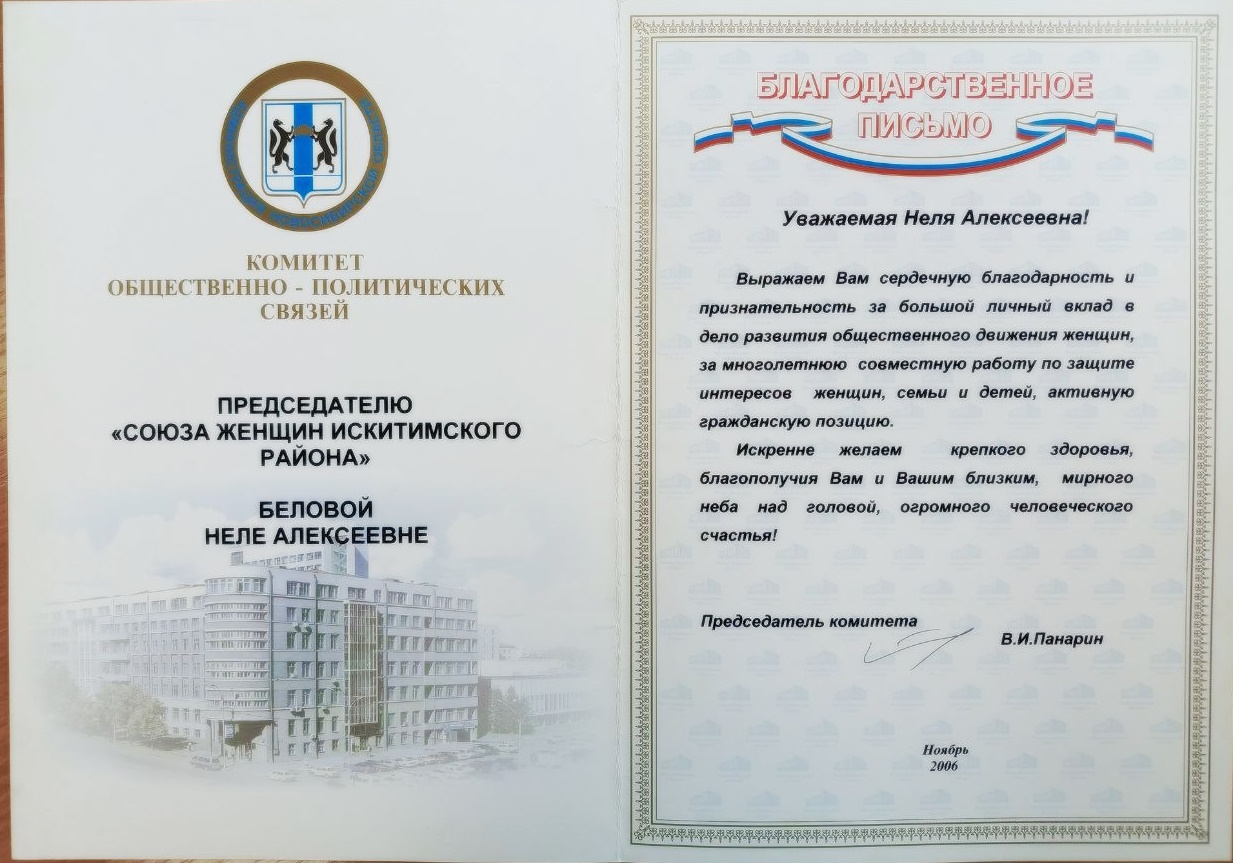 АДМИНИСТРАЦИЯ НОВОСИБИРСКОЙ ОБЛАСТИ
КОМИТЕТ
ОБЩЕСТВЕННО - ПОЛИТИЧЕСКИХ
СВЯЗЕЙ
ПРЕДСЕДАТЕЛЮ
«СОЮЗА ЖЕНЩИН ИСКИТИМСКОГО
РАЙОНА»
БЕЛОВОЙ
НЕЛЕ АЛЕКСЕЕВНЕ
БЛАГОДАРСТВЕННОЕ
ПИСЬМО
Уважаемая Неля Алексеевна!
Выражаем Вам сердечную благодарность и
признательность за большой личный вклад в
дело развития общественного движения женщин,
за многолетнюю совместную работу по защите
интересов женщин, семьи и детей, активную
гражданскую позицию.
Искренне желаем крепкого здоровья,
благополучия Вам и Вашим близким, мирного
неба над головой, огромного человеческого
счастья!
Председатель комитета
В.И.Панарин
Ноябрь
2006